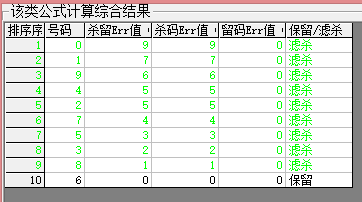 该类公式计算综合结果
排序序 号码 杀留Err值 杀码Err值 留码Err值 保留/滤杀
1 0 9 9 0 滤杀
2 1 7 7 0 滤杀
3 9 6 6 0 滤杀
4 4 5 5 0 滤杀
5 2 5 5 0 滤杀
6 7 4 4 0 滤杀
7 5 3 3 0 滤杀
8 3 2 2 0 滤杀
9 8 1 1 0 滤杀
10 6 0 0 0 保留